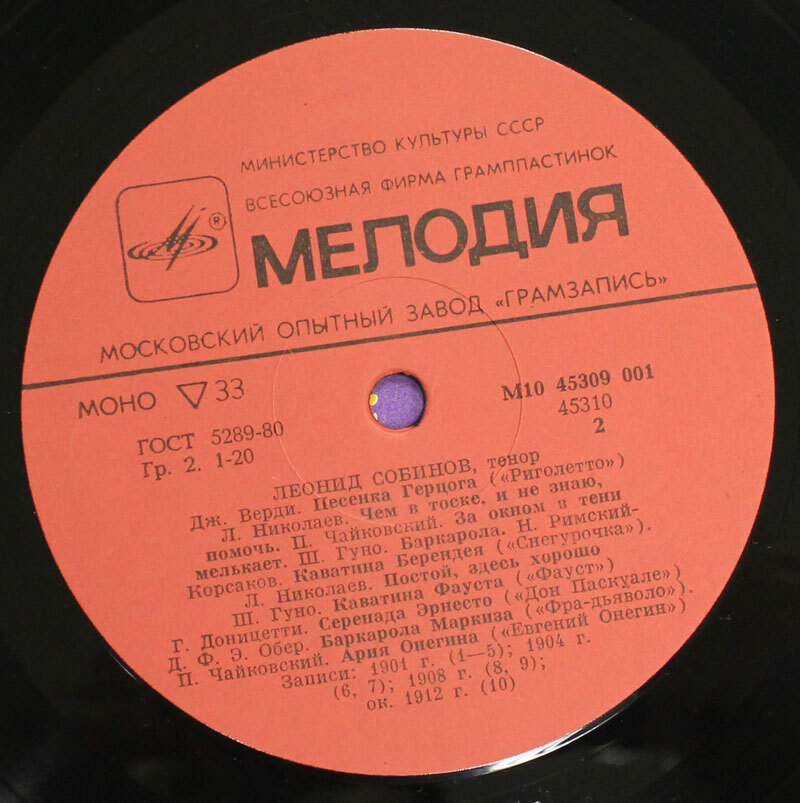 МИНИСТЕРСТВО КУЛЬТУРЫ СССР
ВСЕСОЮЗНАЯ ФИРМА ГРАМПЛАСТИНОК
®
МЕЛОДИЯ
МОСКОВСКИЙ ОПЫТНЫЙ ЗАВОД «ГРАМЗАПИСЬ»
МОНО ▽ 33
М10 45309 001
45310
2
ГОСТ 5289-80
Гр. 2. 1-20
ЛЕОНИД СОБИНОВ, тенор
Дж. Верди. Песенка Герцога («Риголетто»)
Л. Николаев. Чем в тоске, и не знаю,
помочь. П. Чайковский. За окном в тени
мелькает. Ш. Гуно. Баркарола. Н. Римский-
Корсаков. Каватина Берендея («Снегурочка»).
Л. Николаев. Постой, здесь хорошо
Ш. Гуно. Каватина Фауста («Фауст»)
Г. Доницетти. Серенада Эрнесто («Дон Паскуале»)
Д. Ф. Э. Обер. Баркарола Маркиза («Фра-дьяволо»)
П. Чайковский. Ария Онегина («Евгений Онегин»).
Записи: 1901 г. (1—5); 1904 г.
(6, 7); 1908 г. (8, 9);
ок. 1912 г. (10)